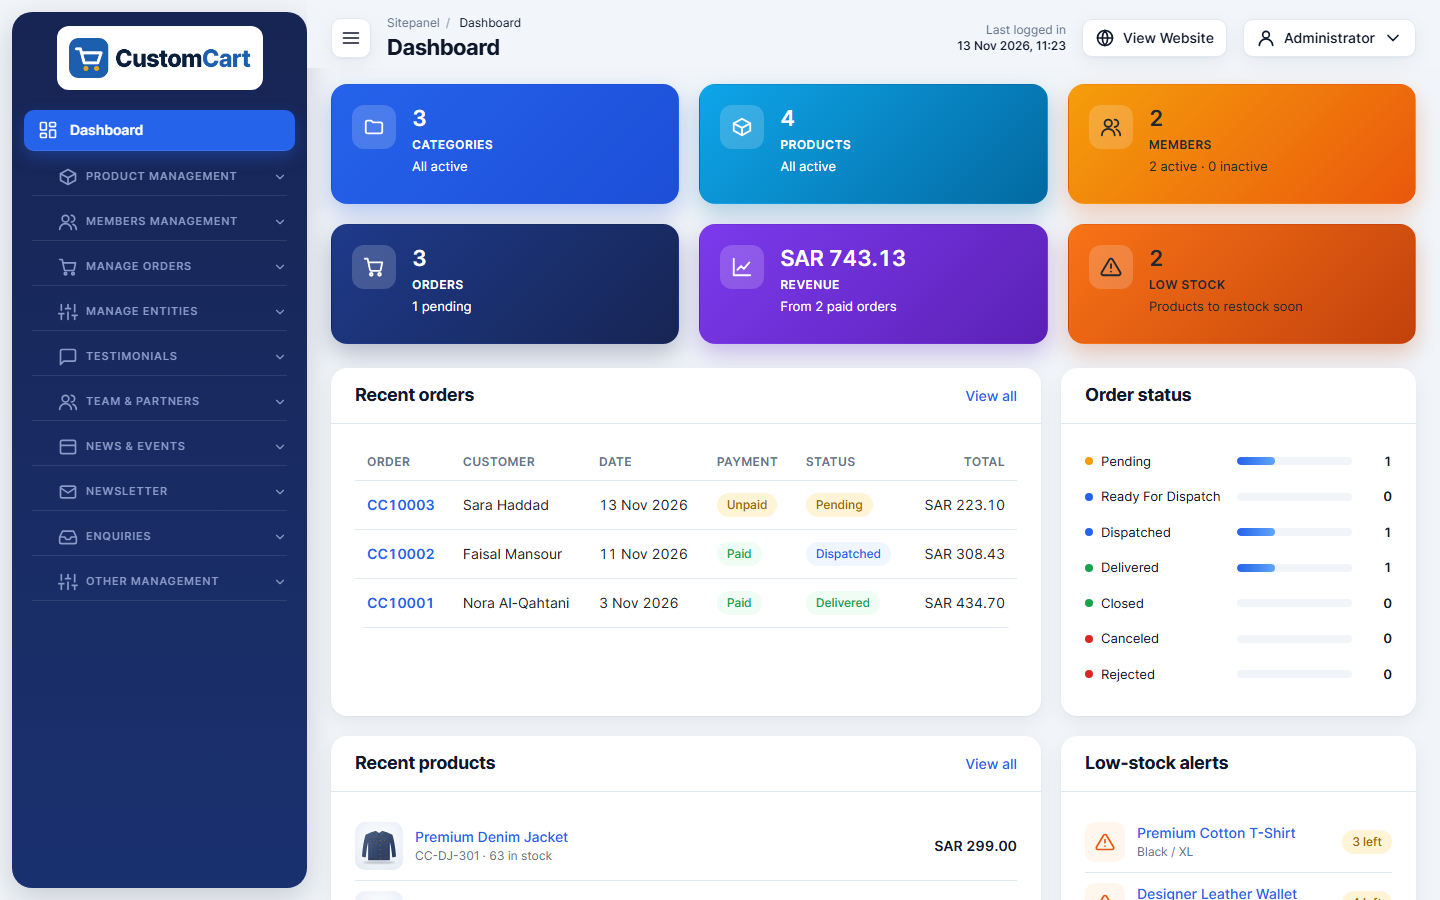 CustomCart
Dashboard
PRODUCT MANAGEMENT
MEMBERS MANAGEMENT
MANAGE ORDERS
MANAGE ENTITIES
TESTIMONIALS
TEAM & PARTNERS
NEWS & EVENTS
NEWSLETTER
ENQUIRIES
OTHER MANAGEMENT
Sitepanel / Dashboard
Dashboard
Last logged in
13 Nov 2026, 11:23
View Website
Administrator
3
CATEGORIES
All active
4
PRODUCTS
All active
2
MEMBERS
2 active · 0 inactive
3
ORDERS
1 pending
SAR 743.13
REVENUE
From 2 paid orders
2
LOW STOCK
Products to restock soon
Recent orders
View all
ORDER CUSTOMER DATE PAYMENT STATUS TOTAL
CC10003 Sara Haddad 13 Nov 2026 Unpaid Pending SAR 223.10
CC10002 Faisal Mansour 11 Nov 2026 Paid Dispatched SAR 308.43
CC10001 Nora Al-Qahtani 3 Nov 2026 Paid Delivered SAR 434.70
Order status
Pending 1
Ready For Dispatch 0
Dispatched 1
Delivered 1
Closed 0
Canceled 0
Rejected 0
Recent products
View all
Premium Denim Jacket
CC-DJ-301 · 63 in stock
SAR 299.00
Low-stock alerts
Premium Cotton T-Shirt
Black / XL
3 left
Designer Leather Wallet